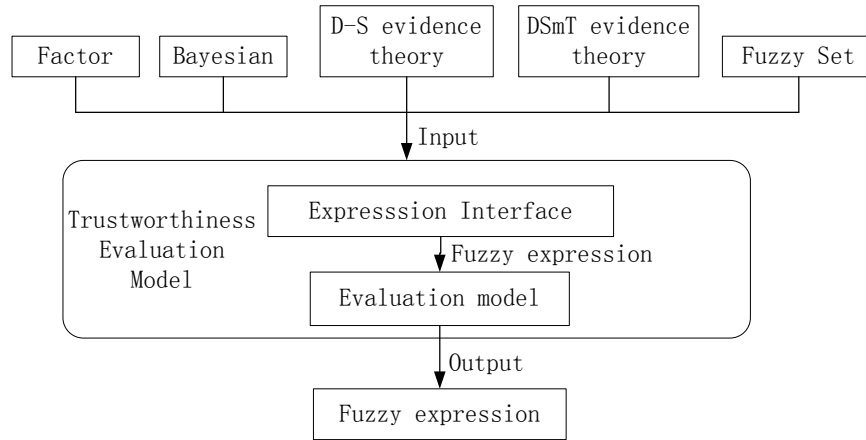 Factor
Bayesian
D-S evidence
theory
DSmT evidence
theory
Fuzzy Set
Input
Trustworthiness
Evaluation
Model
Expresssion Interface
Fuzzy expression
Evaluation model
Output
Fuzzy expression